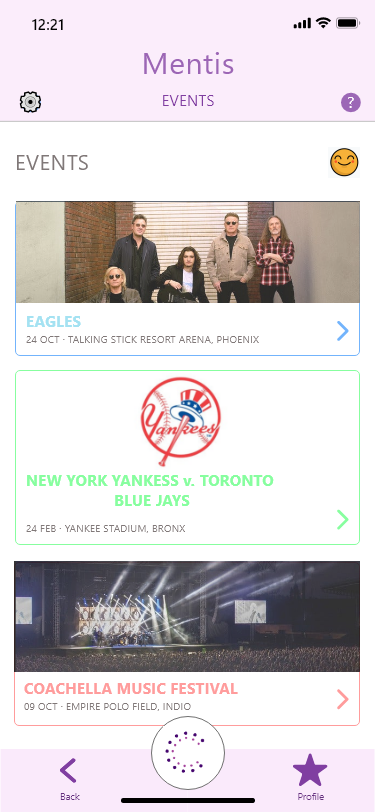 12:21
Mentis
EVENTS
?
EVENTS
EAGLES
24 OCT · TALKING STICK RESORT ARENA, PHOENIX
Yankees
NEW YORK YANKESS v. TORONTO
BLUE JAYS
24 FEB · YANKEE STADIUM, BRONX
COACHELLA MUSIC FESTIVAL
09 OCT · EMPIRE POLO FIELD, INDIO
Back
Profile